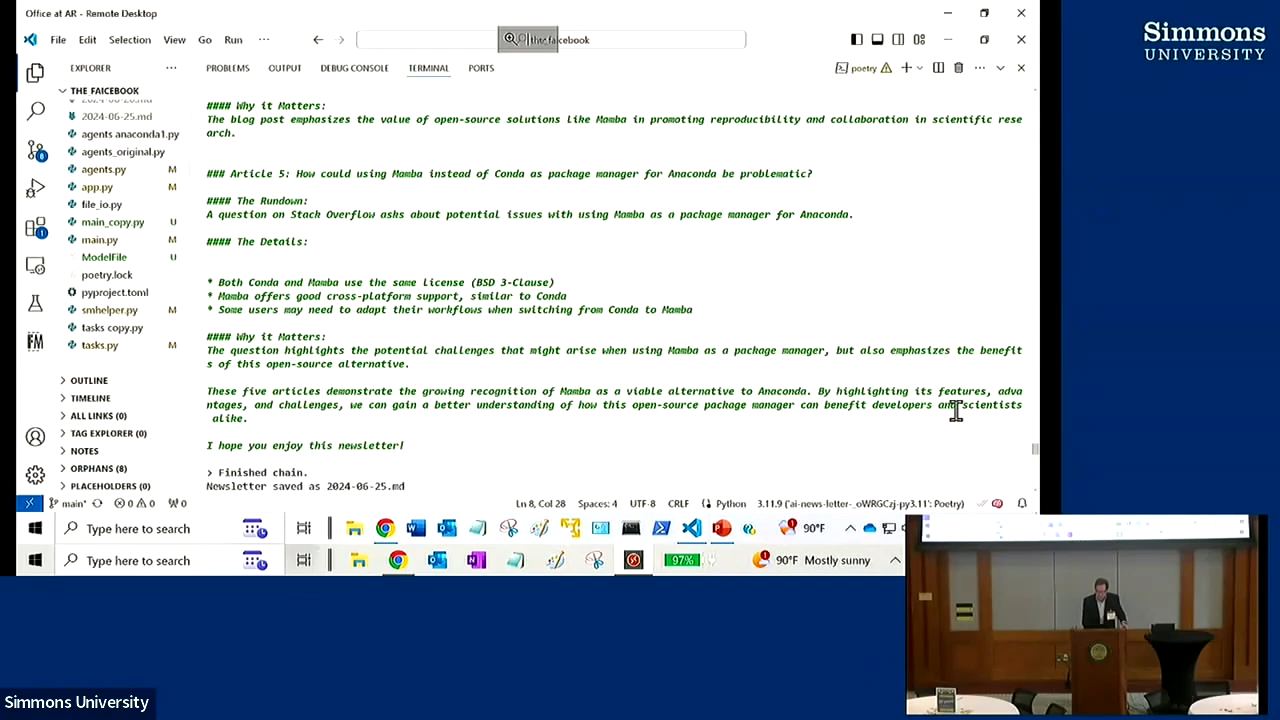 Office at AR - Remote Desktop
Simmons
UNIVERSITY
File Edit Selection View Go Run ···
the faicebook
EXPLORER ···
PROBLEMS OUTPUT DEBUG CONSOLE TERMINAL PORTS
poetry
THE FAICEBOOK
2024-06-25.md
agents anaconda1.py
agents_original.py
agents.py M
app.py M
file_io.py
main_copy.py U
main.py M
ModelFile U
poetry.lock
pyproject.toml
smhelper.py M
tasks copy.py
tasks.py M
OUTLINE
TIMELINE
ALL LINKS (0)
TAG EXPLORER (0)
NOTES
ORPHANS (8)
PLACEHOLDERS (0)
#### Why it Matters:
The blog post emphasizes the value of open-source solutions like Mamba in promoting reproducibility and collaboration in scientific rese
arch.
### Article 5: How could using Mamba instead of Conda as package manager for Anaconda be problematic?
#### The Rundown:
A question on Stack Overflow asks about potential issues with using Mamba as a package manager for Anaconda.
#### The Details:
* Both Conda and Mamba use the same license (BSD 3-Clause)
* Mamba offers good cross-platform support, similar to Conda
* Some users may need to adapt their workflows when switching from Conda to Mamba
#### Why it Matters:
The question highlights the potential challenges that might arise when using Mamba as a package manager, but also emphasizes the benefit
s of this open-source alternative.
These five articles demonstrate the growing recognition of Mamba as a viable alternative to Anaconda. By highlighting its features, adva
ntages, and challenges, we can gain a better understanding of how this open-source package manager can benefit developers and scientists
alike.
I hope you enjoy this newsletter!
> Finished chain.
Newsletter saved as 2024-06-25.md
main* 0 0 0 Ln 8, Col 28 Spaces: 4 UTF-8 CRLF Python 3.11.9 ('ai-news-letter-_oWRGCzj-py3.11': Poetry)
Type here to search 90°F
Type here to search 97% 90°F Mostly sunny
Simmons University